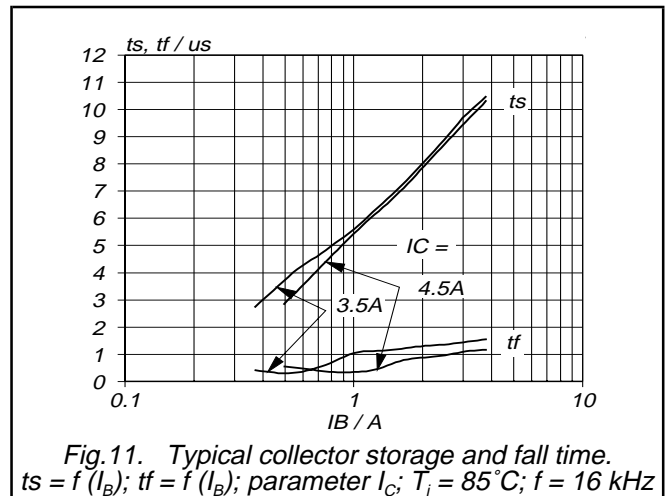 ts, tf / us
12
11
10
9
8
7
6
5
4
3
2
1
0
ts
IC =
3.5A
4.5A
tf
0.1
1
10
IB / A
Fig.11. Typical collector storage and fall time.
ts = f (IB); tf = f (IB); parameter IC; Tj = 85˚C; f = 16 kHz